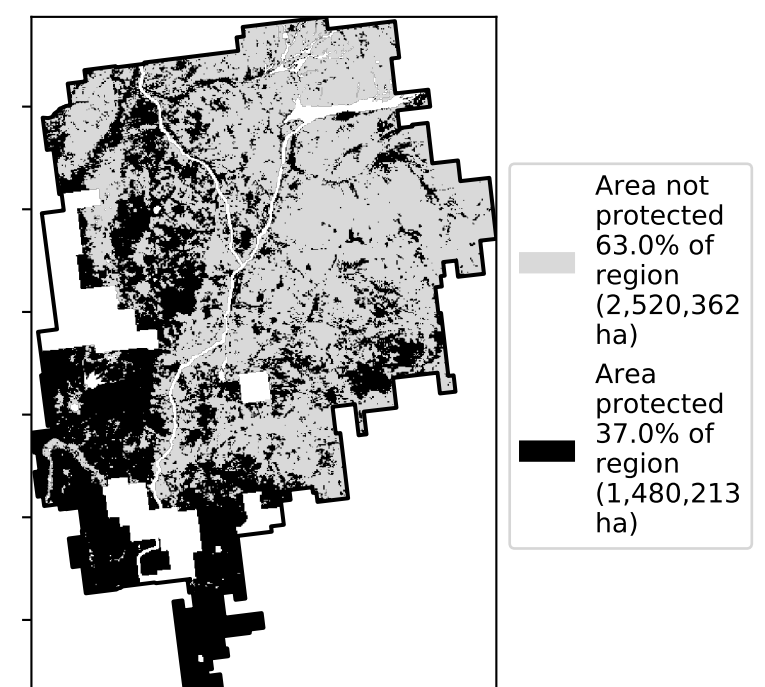 Area not
protected
63.0% of
region
(2,520,362
ha)
Area
protected
37.0% of
region
(1,480,213
ha)